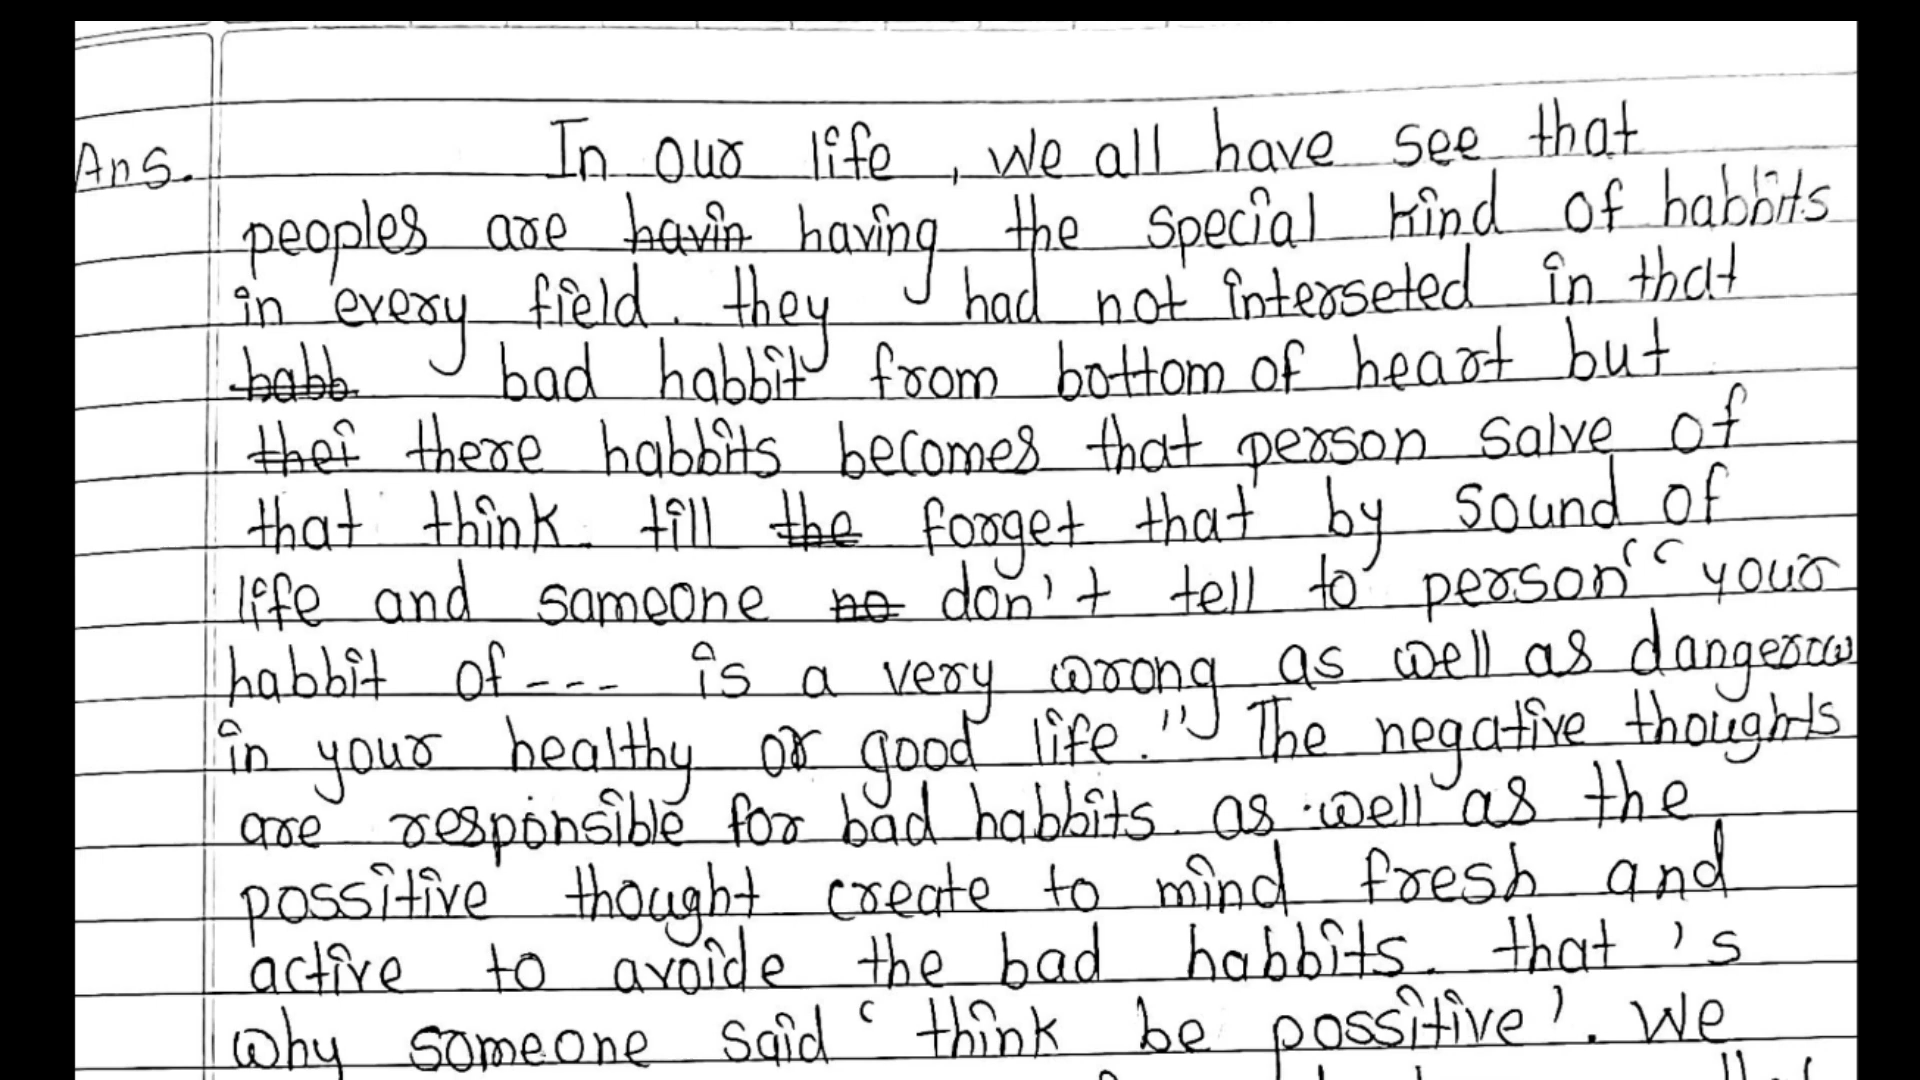 Ans. In our life, we all have see that
peoples are havin having the special kind of habbits
in every field. they had not interseted in that
habb bad habbit from bottom of heart but
thei there habbits becomes that person salve of
that think. till the forget that by sound of
life and someone no don't tell to person “your
habbit of --- is a very wrong as well as dangerou
in your healthy or good life.” The negative thoughts
are responsible for bad habbits. as well as the
possitive thought create to mind fresh and
active to avoide the bad habbits. that's
why someone said ‘think be possitive’. We